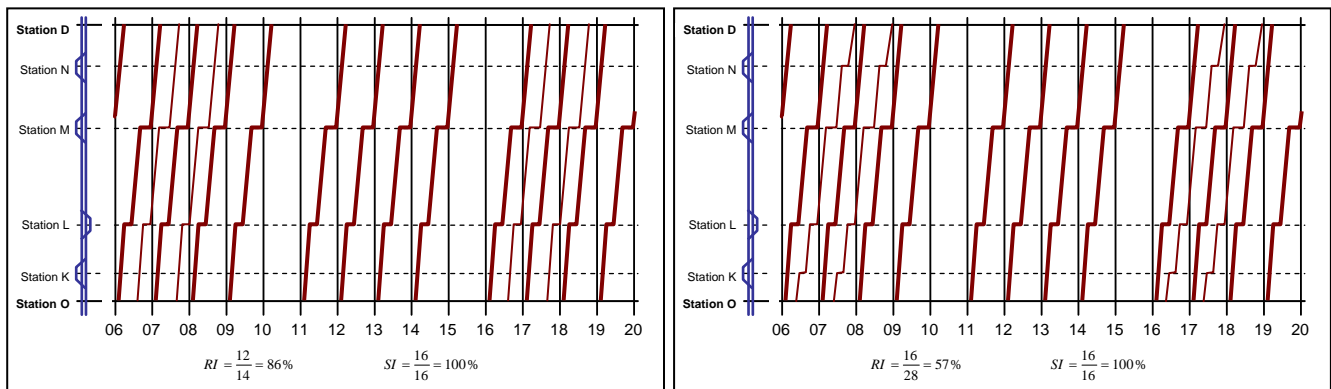 Station D
Station N
Station M
Station L
Station K
Station O
06 07 08 09 10 11 12 13 14 15 16 17 18 19 20
RI = 12/14 = 86% SI = 16/16 = 100%
Station D
Station N
Station M
Station L
Station K
Station O
06 07 08 09 10 11 12 13 14 15 16 17 18 19 20
RI = 16/28 = 57% SI = 16/16 = 100%